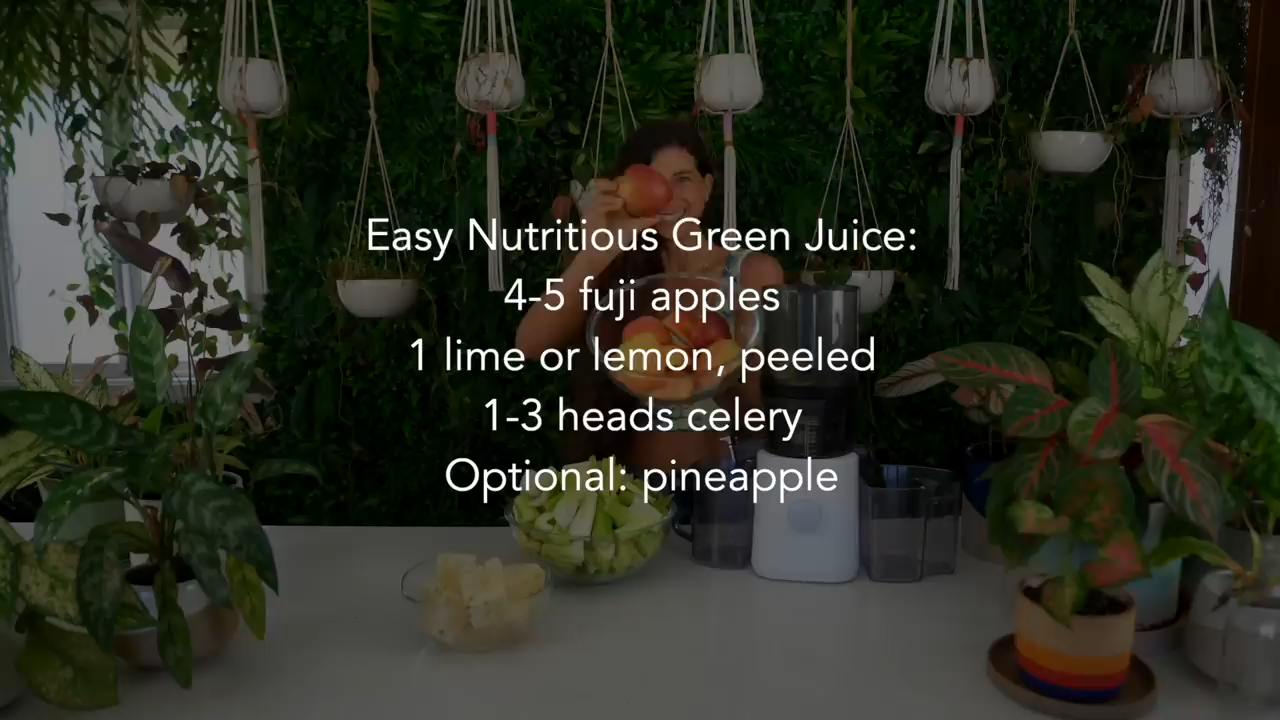 Easy Nutritious Green Juice:
4-5 fuji apples
1 lime or lemon, peeled
1-3 heads celery
Optional: pineapple